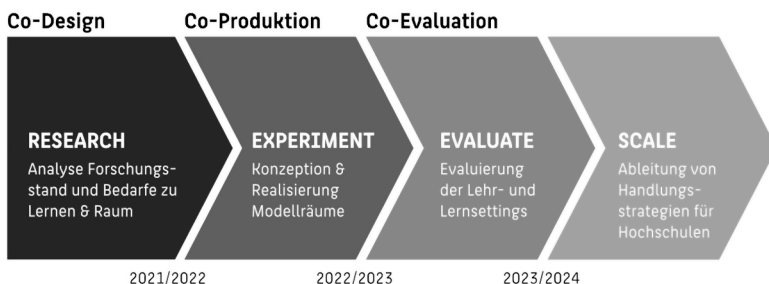 Co-Design
Co-Produktion
Co-Evaluation
RESEARCH
Analyse Forschungs-
stand und Bedarfe zu
Lernen & Raum
EXPERIMENT
Konzeption &
Realisierung
Modellräume
EVALUATE
Evaluierung
der Lehr- und
Lernsettings
SCALE
Ableitung von
Handlungs-
strategien für
Hochschulen
2021/2022
2022/2023
2023/2024